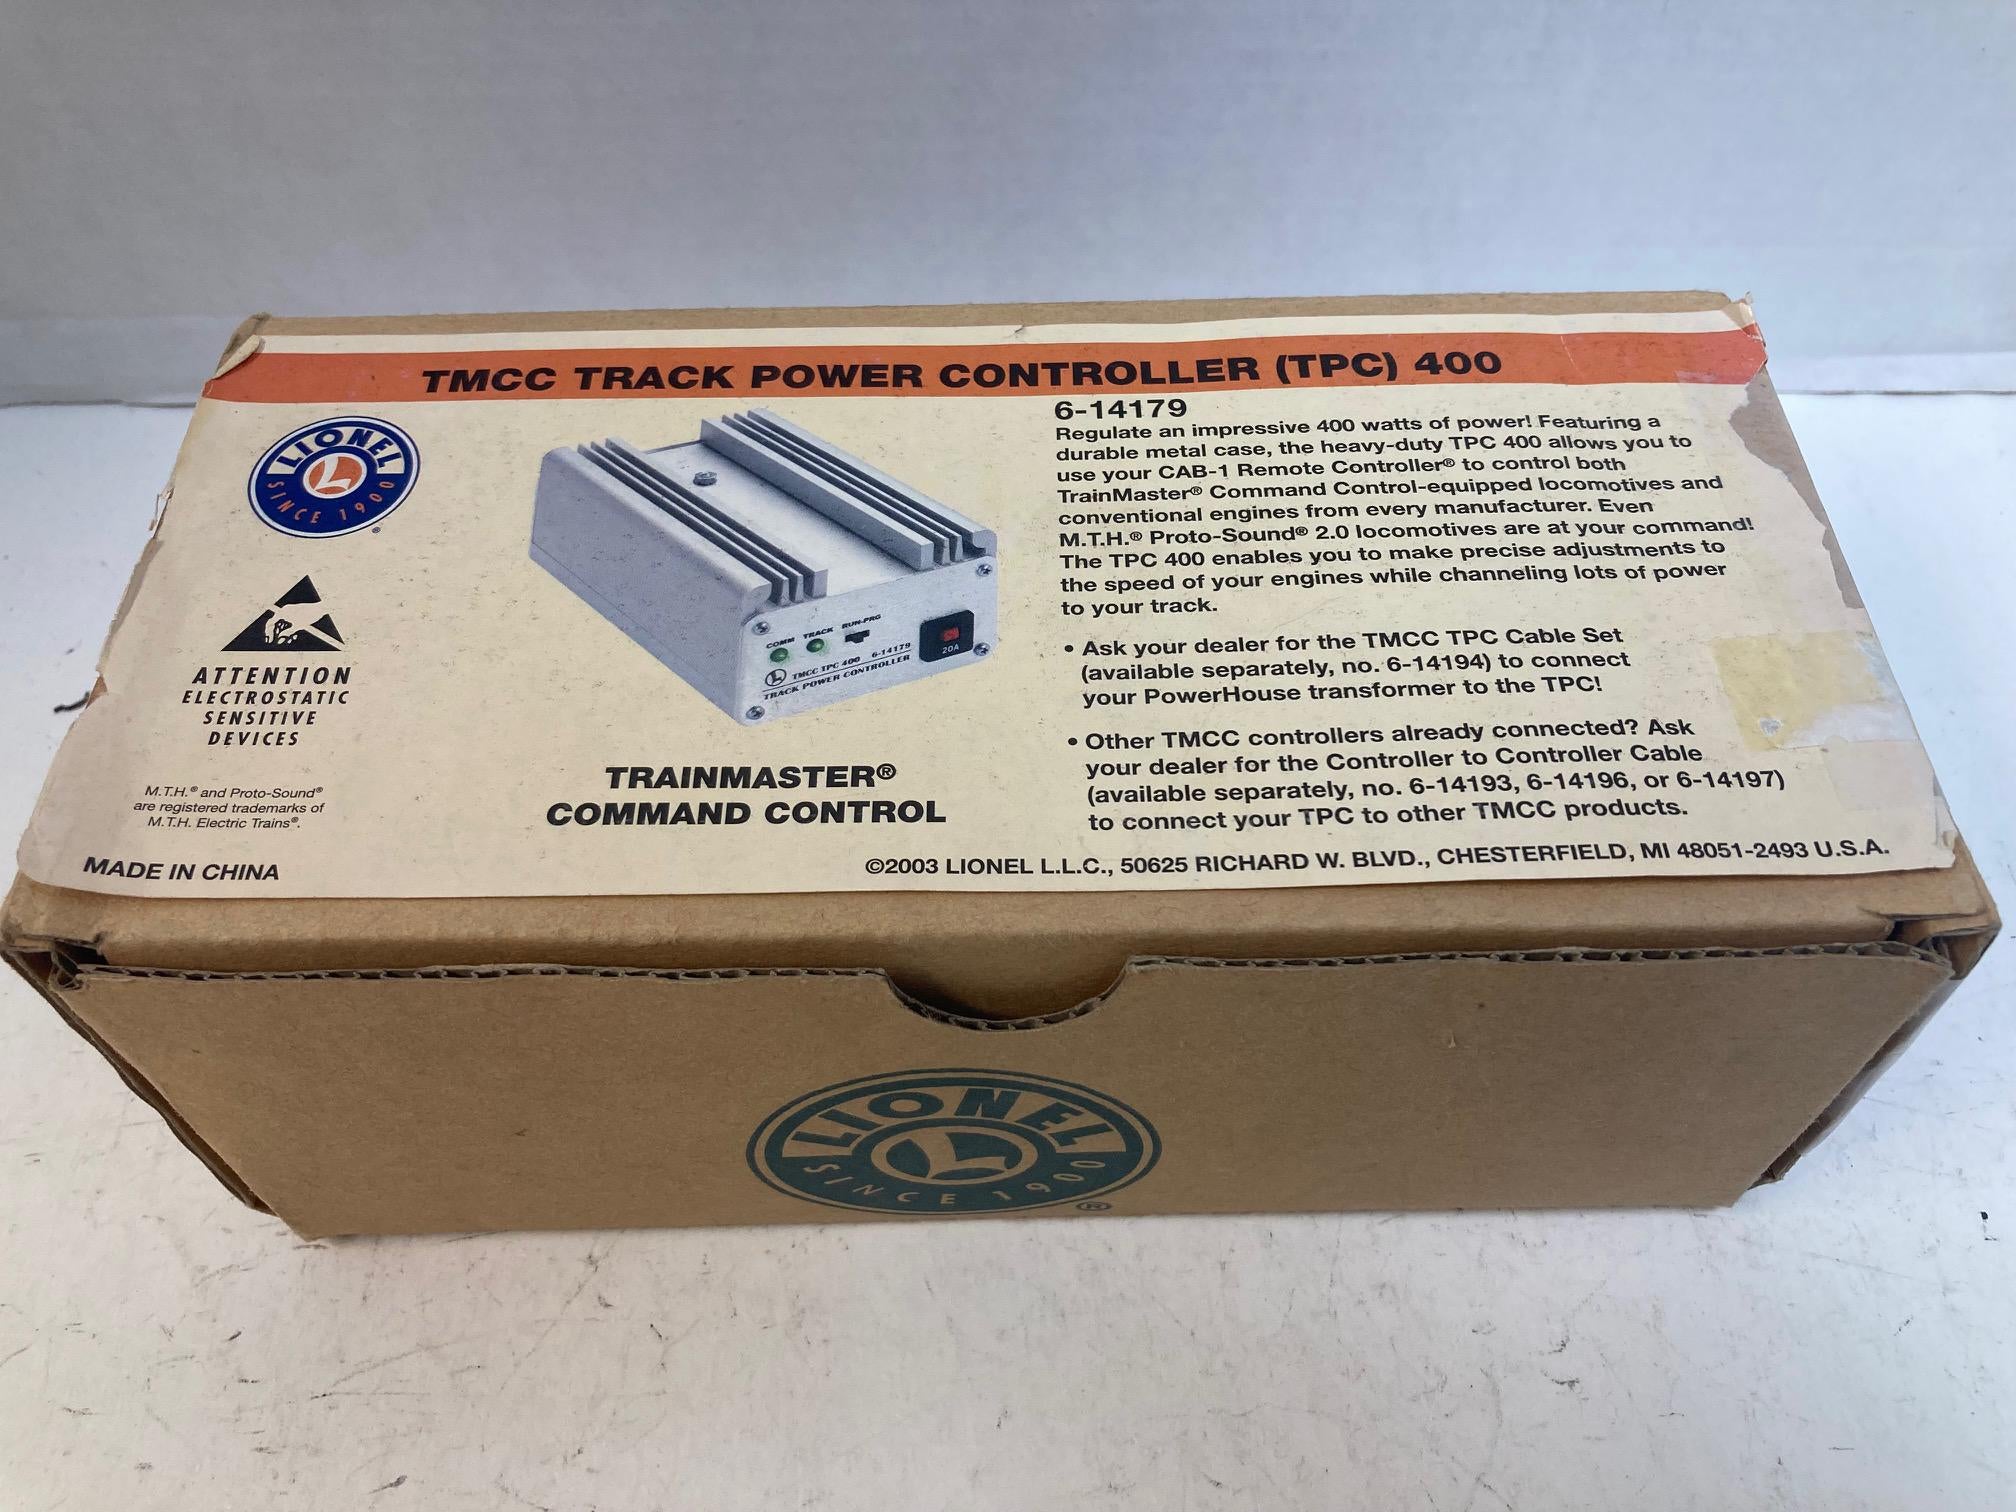 TMCC TRACK POWER CONTROLLER (TPC) 400
LIONEL
L
SINCE 1900
®
ATTENTION
ELECTROSTATIC
SENSITIVE
DEVICES
M.T.H.® and Proto-Sound®
are registered trademarks of
M.T.H. Electric Trains®.
MADE IN CHINA
COMM TRACK RUN-PRG
20A
L TMCC TPC 400 6-14179
TRACK POWER CONTROLLER
TRAINMASTER®
COMMAND CONTROL
6-14179
Regulate an impressive 400 watts of power! Featuring a
durable metal case, the heavy-duty TPC 400 allows you to
use your CAB-1 Remote Controller® to control both
TrainMaster® Command Control-equipped locomotives and
conventional engines from every manufacturer. Even
M.T.H.® Proto-Sound® 2.0 locomotives are at your command!
The TPC 400 enables you to make precise adjustments to
the speed of your engines while channeling lots of power
to your track.
• Ask your dealer for the TMCC TPC Cable Set
(available separately, no. 6-14194) to connect
your PowerHouse transformer to the TPC!
• Other TMCC controllers already connected? Ask
your dealer for the Controller to Controller Cable
(available separately, no. 6-14193, 6-14196, or 6-14197)
to connect your TPC to other TMCC products.
©2003 LIONEL L.L.C., 50625 RICHARD W. BLVD., CHESTERFIELD, MI 48051-2493 U.S.A.
LIONEL
L
SINCE 1900
®